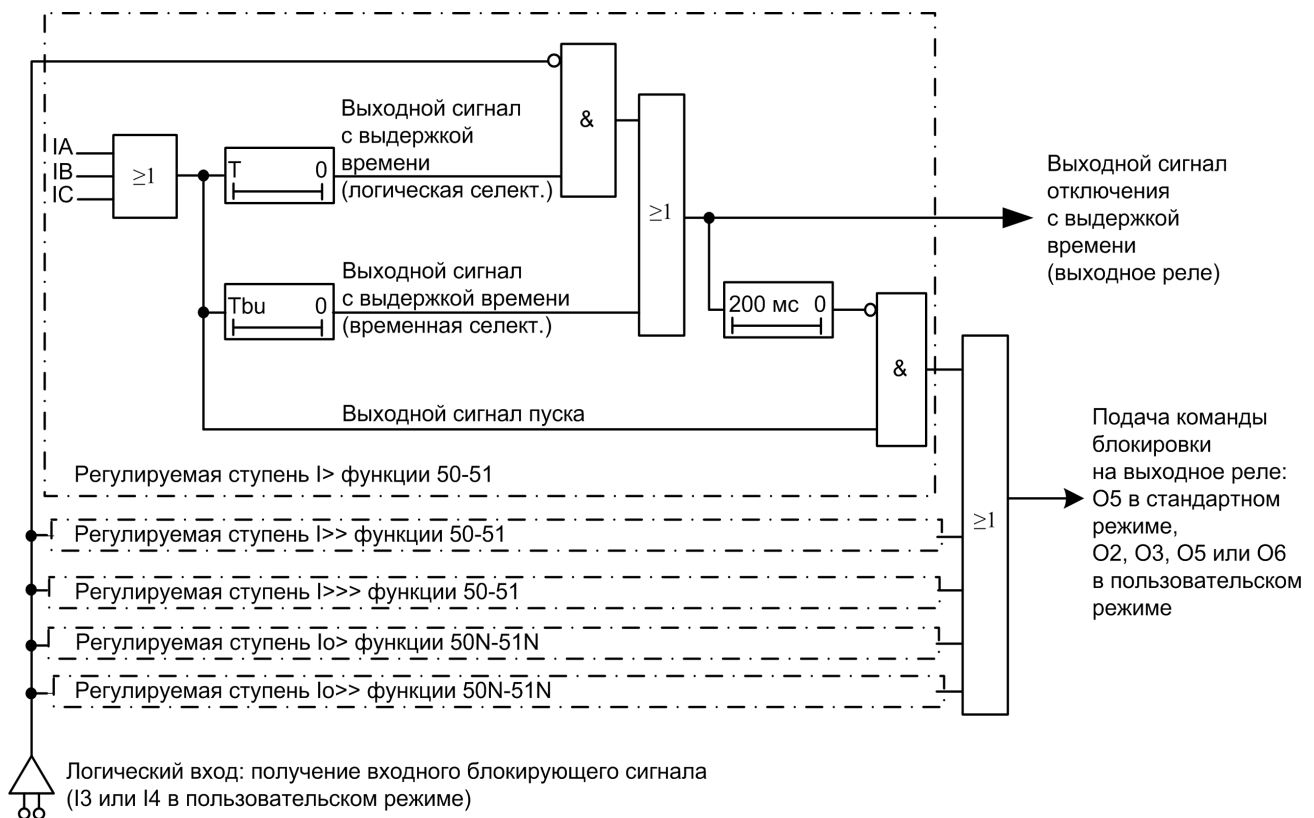 &
Выходной сигнал
с выдержкой
времени
(логическая селект.)
IA
IB
IC
≥1
T 0
≥1
Выходной сигнал
отключения
с выдержкой
времени
(выходное реле)
Выходной сигнал
с выдержкой времени
(временная селект.)
Tbu 0
200 мс 0
&
Выходной сигнал пуска
Регулируемая ступень I> функции 50-51
Регулируемая ступень I>> функции 50-51
Регулируемая ступень I>>> функции 50-51
Регулируемая ступень Io> функции 50N-51N
Регулируемая ступень Io>> функции 50N-51N
≥1
Подача команды
блокировки
на выходное реле:
O5 в стандартном
режиме,
O2, O3, O5 или O6
в пользовательском
режиме
Логический вход: получение входного блокирующего сигнала
(I3 или I4 в пользовательском режиме)